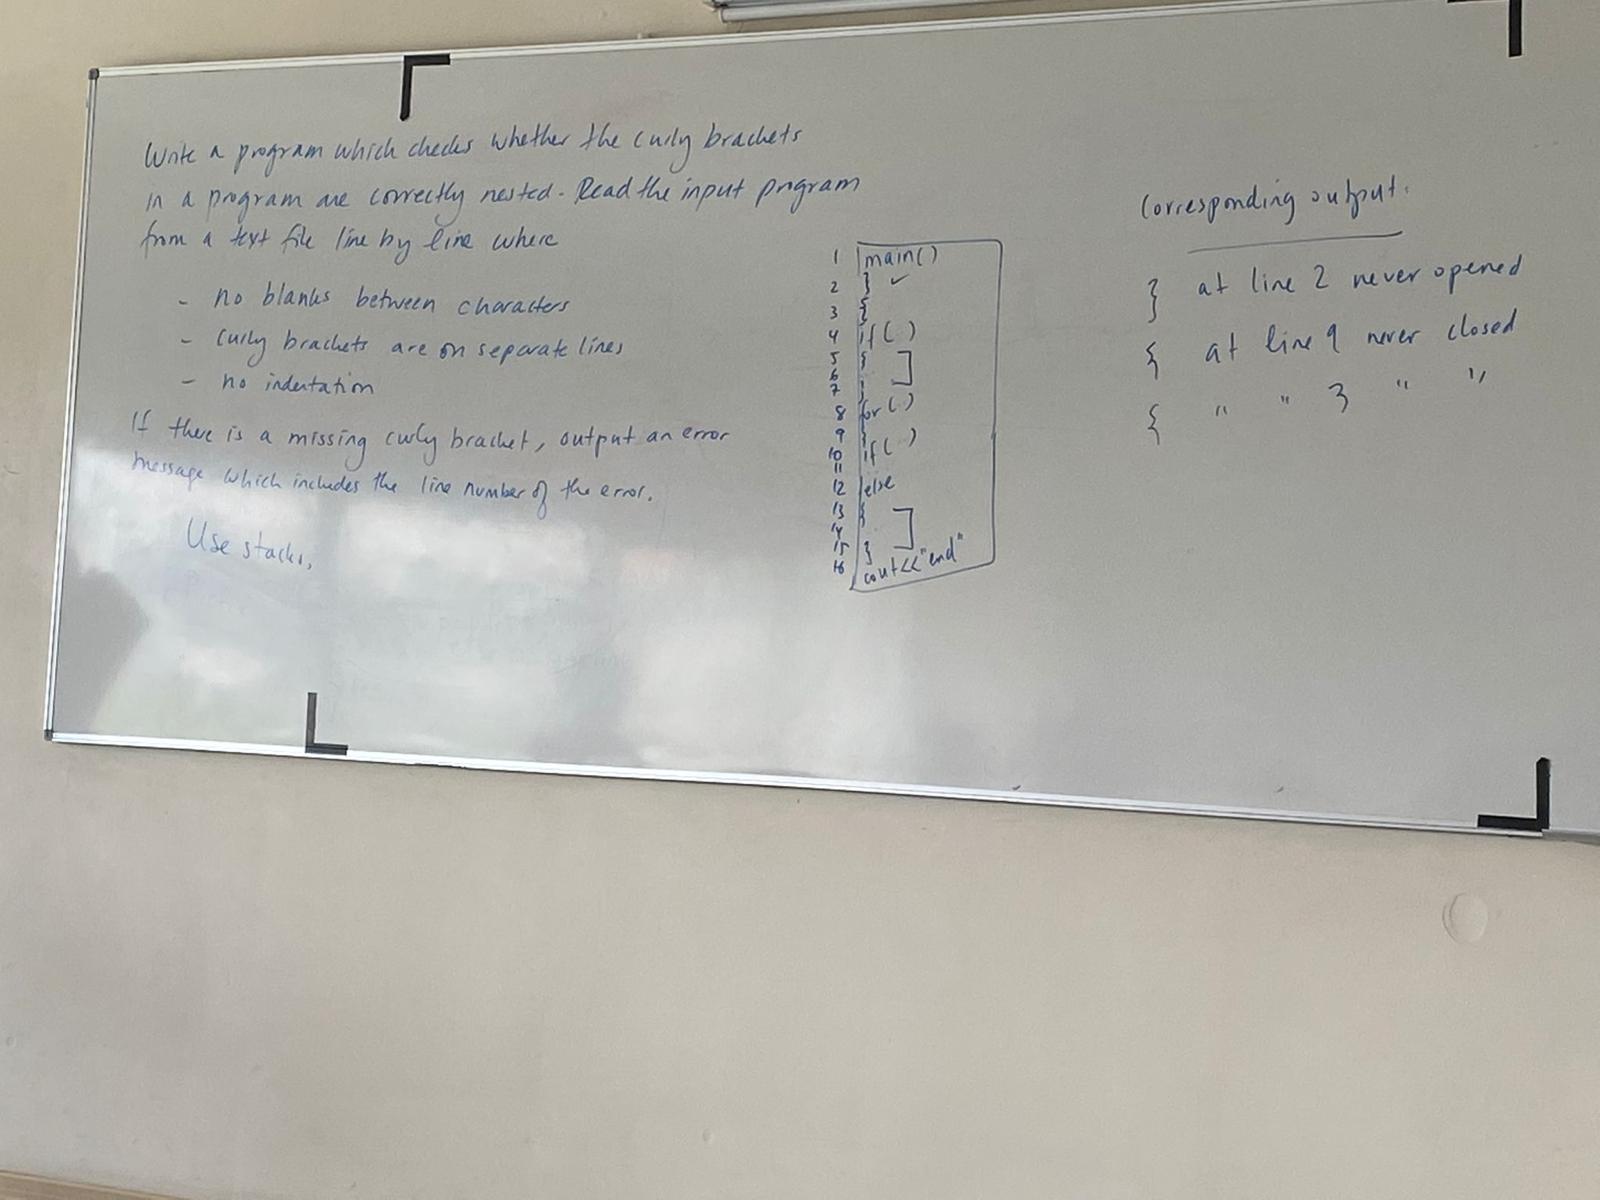 Write a program which checks whether the curly brackets
in a program are correctly nested. Read the input program
from a text file line by line where
- no blanks between characters
- curly brackets are on separate lines
- no indentation
If there is a missing curly bracket, output an error
message which includes the line number of the error.
Use stacks.
1 main()
2 } ✓
3 {
4 if( )
5 {
6
7 }
8 for( )
9 {
10 if( )
11
12 else
13 {
14
15 }
16 cout<<"end"
Corresponding output:
} at line 2 never opened
{ at line 9 never closed
{ " " 3 " "